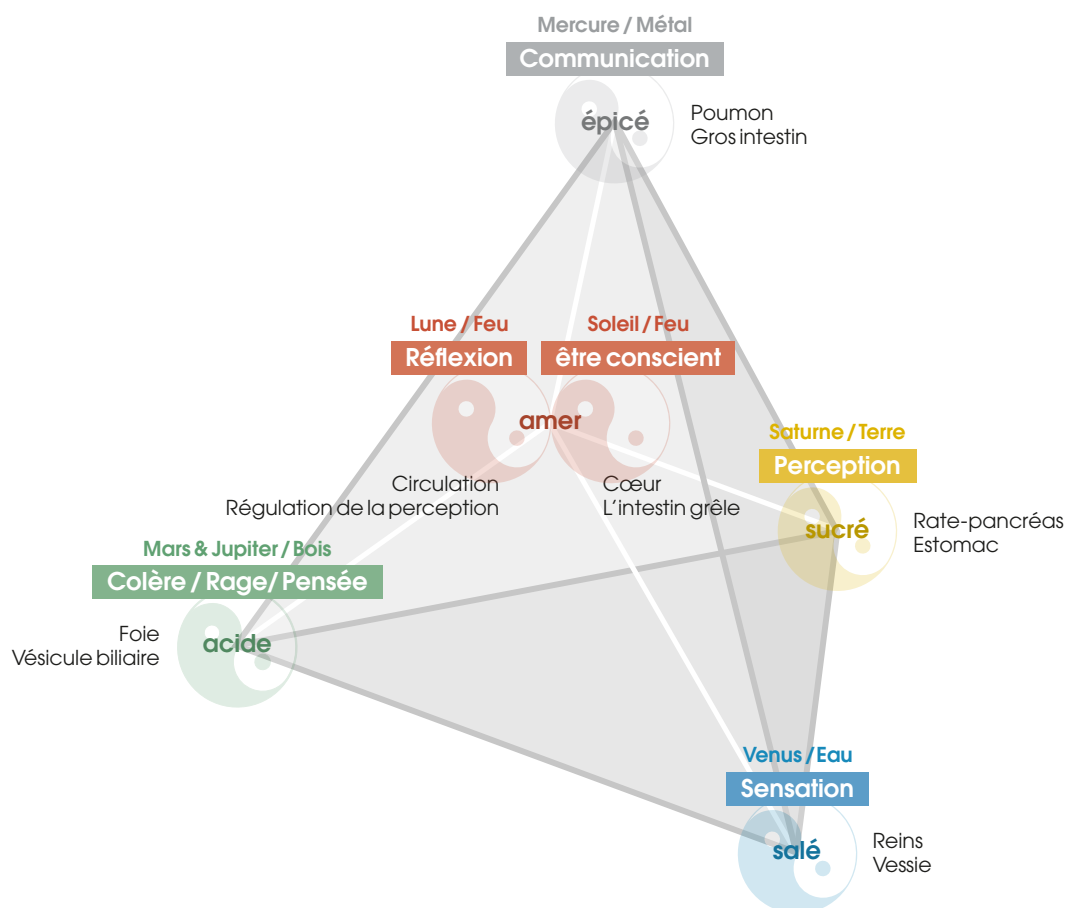 Mercure / Métal
Communication
épicé
Poumon
Gros intestin
Lune / Feu
Réflexion
Soleil / Feu
être conscient
amer
Circulation
Régulation de la perception
Cœur
L'intestin grêle
Saturne / Terre
Perception
sucré
Rate-pancréas
Estomac
Mars & Jupiter / Bois
Colère / Rage/ Pensée
acide
Foie
Vésicule biliaire
Venus / Eau
Sensation
salé
Reins
Vessie